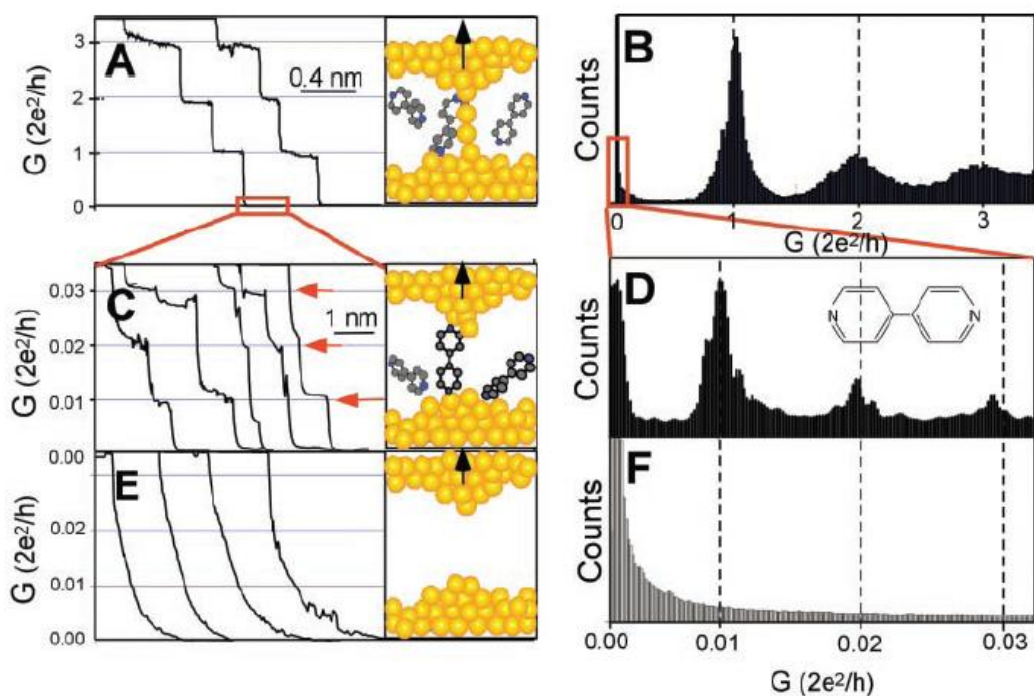 A
G (2e²/h)
3
2
1
0
0.4 nm
B
Counts
0
1
2
3
G (2e²/h)
C
G (2e²/h)
0.03
0.02
0.01
1 nm
D
Counts
N
N
E
G (2e²/h)
0.00
0.02
0.01
0.00
F
Counts
0.00
0.01
0.02
0.03
G (2e²/h)